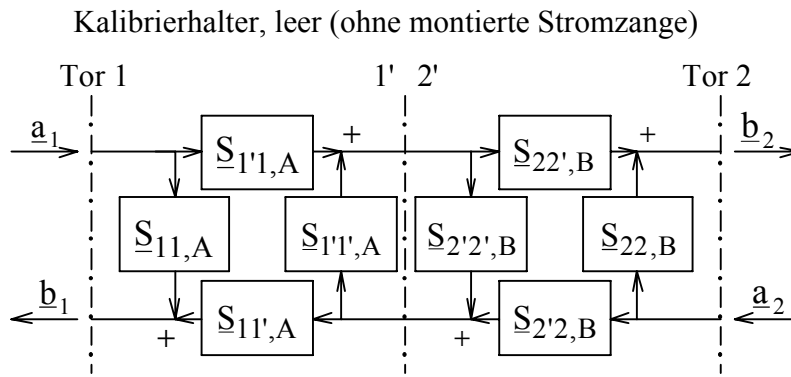 Kalibrierhalter, leer (ohne montierte Stromzange)
Tor 1 1' 2' Tor 2
a1 S1'1,A + S22',B + b2
S11,A S1'1',A S2'2',B S22,B
b1 + S11',A + S2'2,B a2